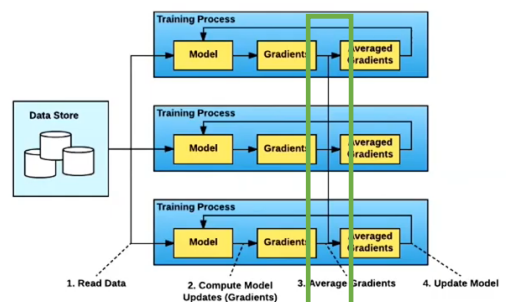 Training Process
Model
Gradients
Averaged
Gradients
Data Store
Training Process
Model
Gradients
Averaged
Gradients
Training Process
Model
Gradients
Averaged
Gradients
1. Read Data
2. Compute Model
Updates (Gradients)
3. Average Gradients
4. Update Model